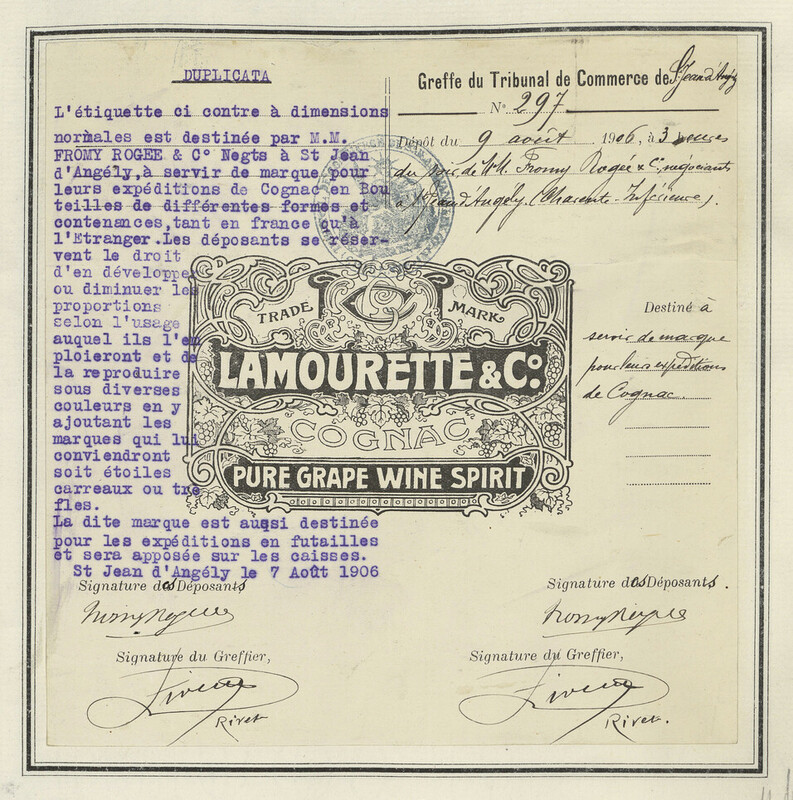 DUPLICATA
L'étiquette ci contre à dimensions
normales est destinée par M.M.
FROMY ROGEE & C° Negts à St Jean
d'Angély,à servir de marque pour
leurs expéditions de Cognac en Bou
teilles de différentes formes et
contenances,tant en france qu'à
l'Etranger.Les déposants se réser-
vent le droit
d'en développer
ou diminuer les
proportions
selon l'usage
auquel ils l'em
ploieront et de
la reproduire
sous diverses
couleurs en y
ajoutant les
marques qui lui
conviendront
soit étoiles
carreaux ou trè
fles.
La dite marque est aussi destinée
pour les expéditions en futailles
et sera apposée sur les caisses.
St Jean d'Angély le 7 Août 1906
Signature des Déposants
Fromy Rogée
Signature du Greffier,
Rivet
Greffe du Tribunal de Commerce de St Jean d'Angély
N° 297
Dépôt du 9 août 1906, à 3 heures
du soir de MM. Fromy Rogée & Cie négociants
à St Jean d'Angély (Charente-Inférieure).
TRADE MARK
LAMOURETTE & Co.
COGNAC
PURE GRAPE WINE SPIRIT
Destiné à
servir de marque
pour leurs expéditions
de Cognac.
Signature des Déposants.
Fromy Rogée
Signature du Greffier,
Rivet.